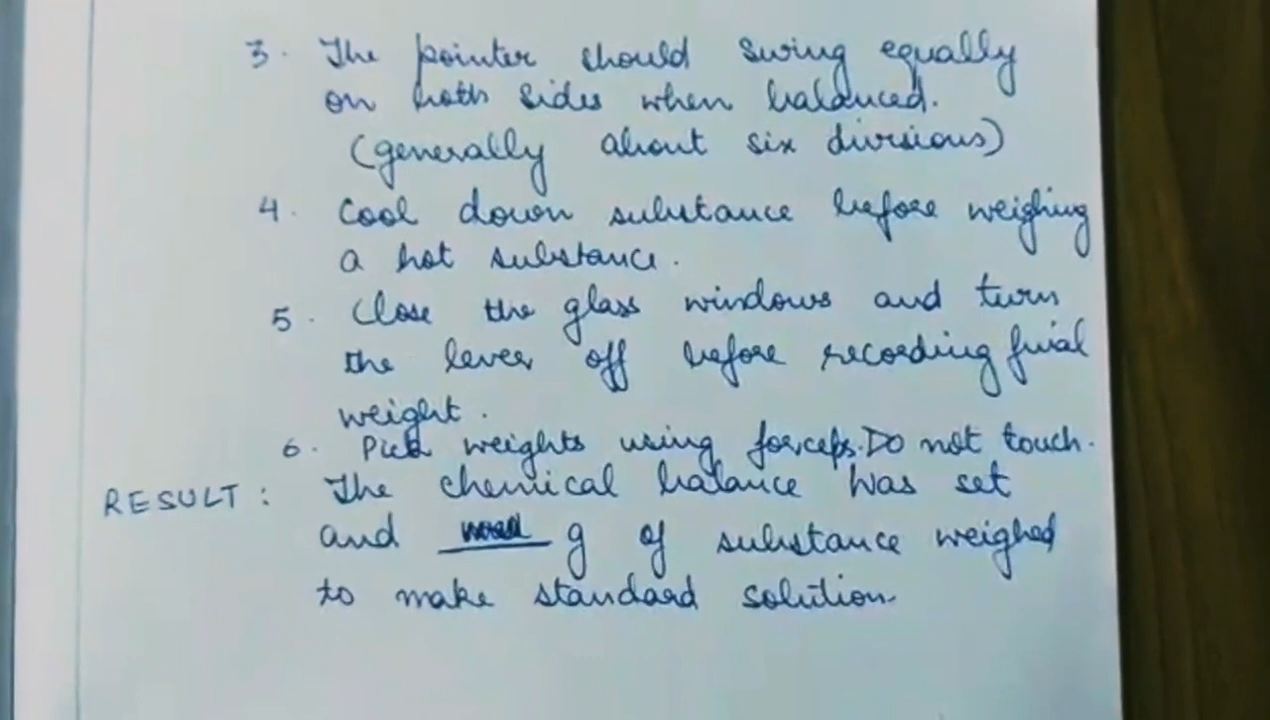 3. The pointer should swing equally
on both sides when balanced.
(generally about six divisions)
4. Cool down substance before weighing
a hot substance.
5. Close the glass windows and turn
the lever off before recording final
weight.
6. Pick weights using forceps. Do not touch.
RESULT: The chemical balance was set
and g of substance weighed
to make standard solution